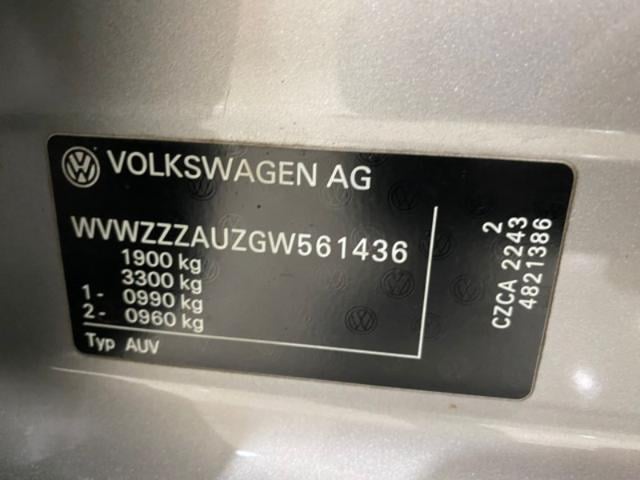 VOLKSWAGEN AG
WVWZZZAUZGW561436
1900 kg
3300 kg
1- 0990 kg
2- 0960 kg
Typ AUV
2
CZCA 2243
4821386